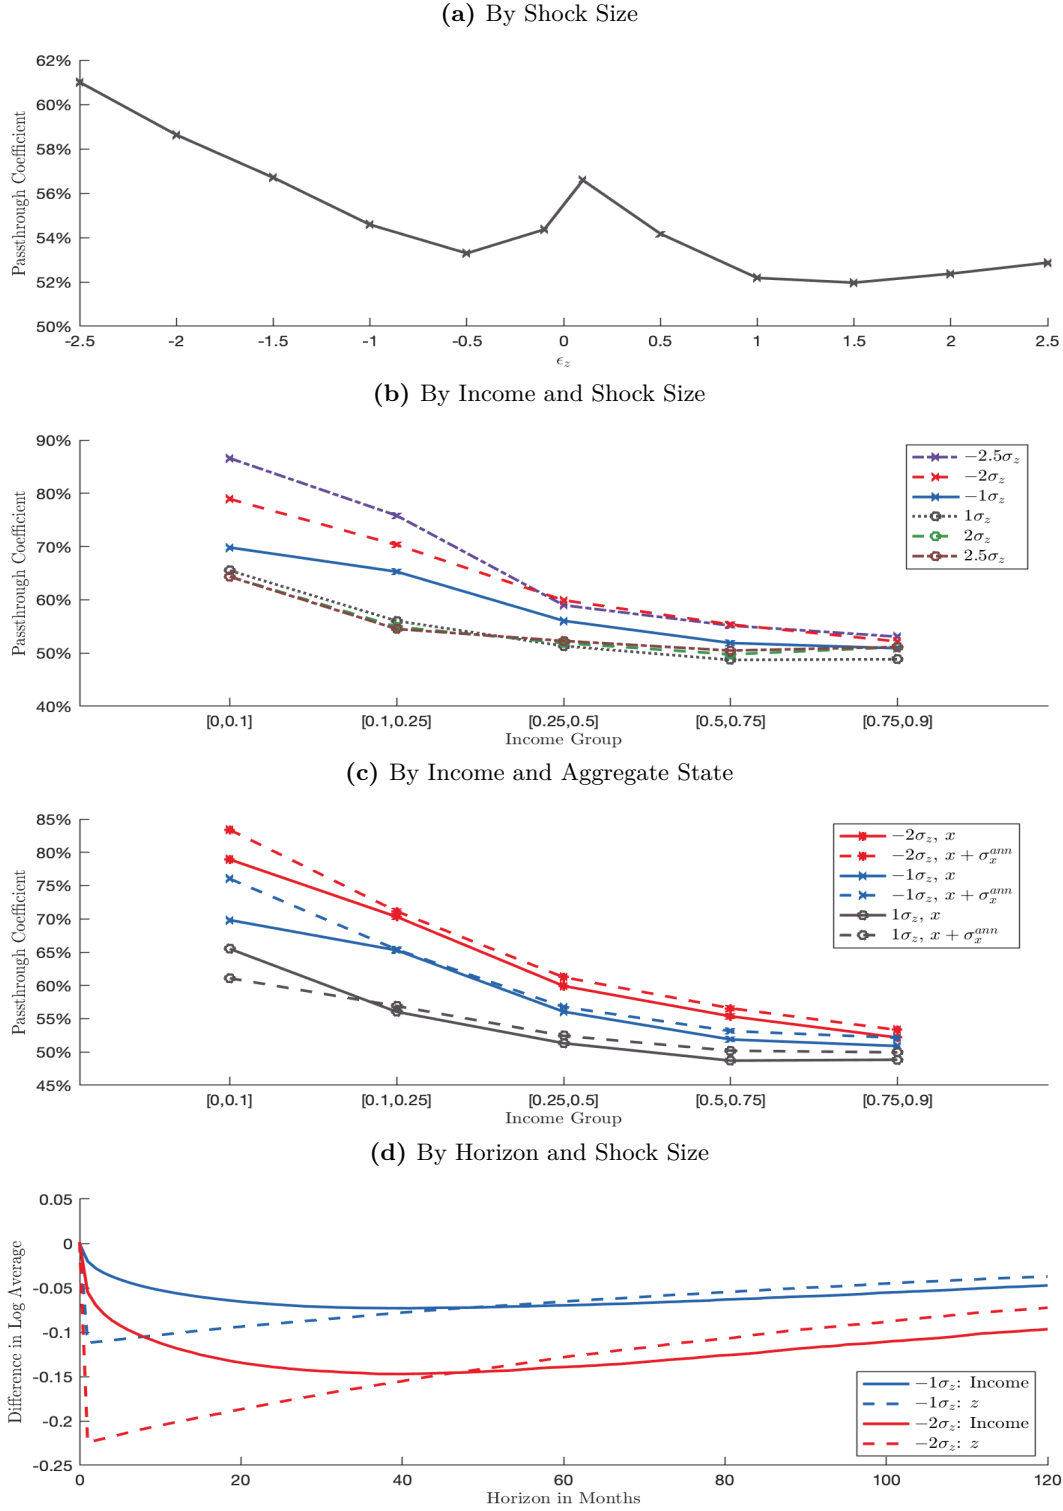 (a) By Shock Size
62%
60%
58%
56%
54%
52%
50%
Passthrough Coefficient
-2.5 -2 -1.5 -1 -0.5 0 0.5 1 1.5 2 2.5
ϵz
(b) By Income and Shock Size
90%
80%
70%
60%
50%
40%
Passthrough Coefficient
−2.5σz
−2σz
−1σz
1σz
2σz
2.5σz
[0,0.1] [0.1,0.25] [0.25,0.5] [0.5,0.75] [0.75,0.9]
Income Group
(c) By Income and Aggregate State
85%
80%
75%
70%
65%
60%
55%
50%
45%
Passthrough Coefficient
−2σz, x
−2σz, x + σx^ann
−1σz, x
−1σz, x + σx^ann
1σz, x
1σz, x + σx^ann
[0,0.1] [0.1,0.25] [0.25,0.5] [0.5,0.75] [0.75,0.9]
Income Group
(d) By Horizon and Shock Size
0.05
0
-0.05
-0.1
-0.15
-0.2
-0.25
Difference in Log Average
−1σz: Income
−1σz: z
−2σz: Income
−2σz: z
0 20 40 60 80 100 120
Horizon in Months